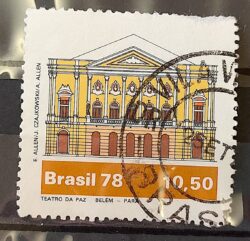 E. ALLEN/J. CZAJKOWSKI/A. ALLEN
Brasil 78 10,50
TEATRO DA PAZ BELÉM - PARÁ